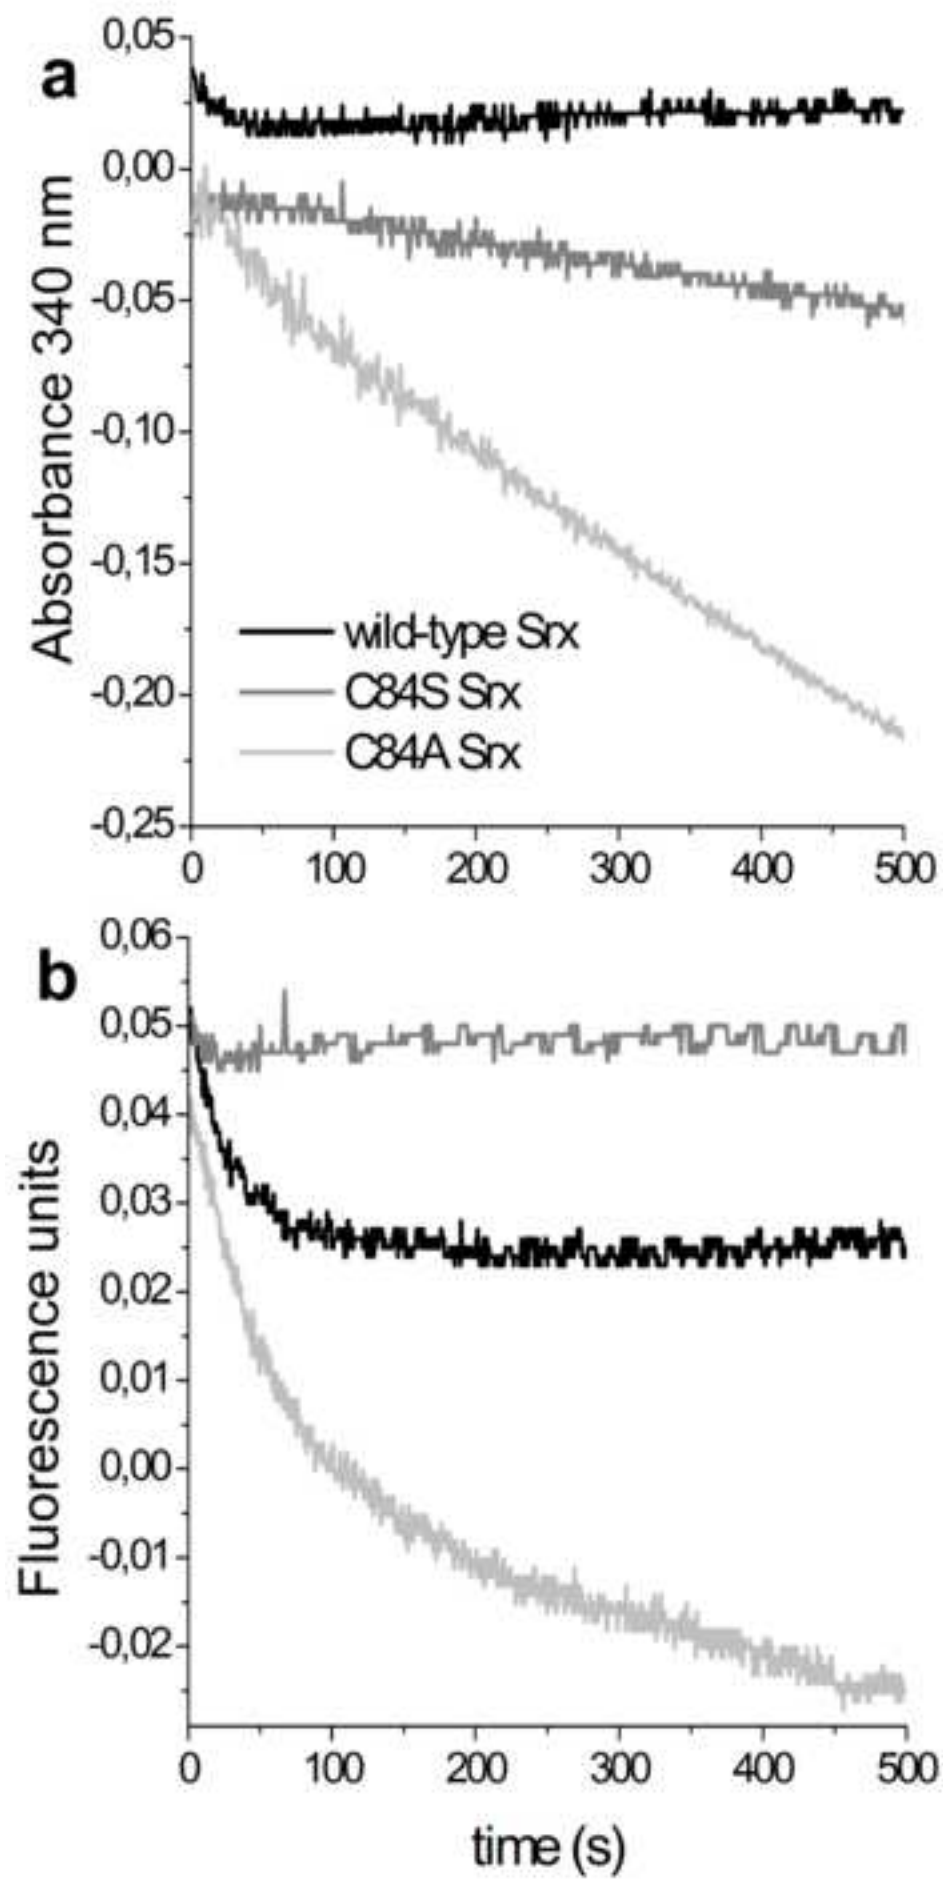 a
Absorbance 340 nm
0,05
0,00
-0,05
-0,10
-0,15
-0,20
-0,25
wild-type Srx
C84S Srx
C84A Srx
0 100 200 300 400 500
b
Fluorescence units
0,06
0,05
0,04
0,03
0,02
0,01
0,00
-0,01
-0,02
0 100 200 300 400 500
time (s)